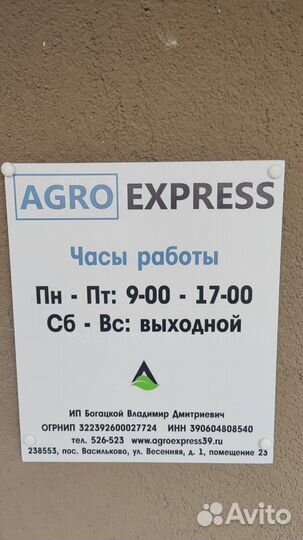 AGRO EXPRESS
Часы работы
Пн - Пт: 9-00 - 17-00
Сб - Вс: выходной
ИП Богацкой Владимир Дмитриевич
ОГРНИП 322392600027724 ИНН 390604808540
тел. 526-523 www.agroexpress39.ru
238553, пос. Васильково, ул. Весенняя, д. 1, помещение 23
Avito